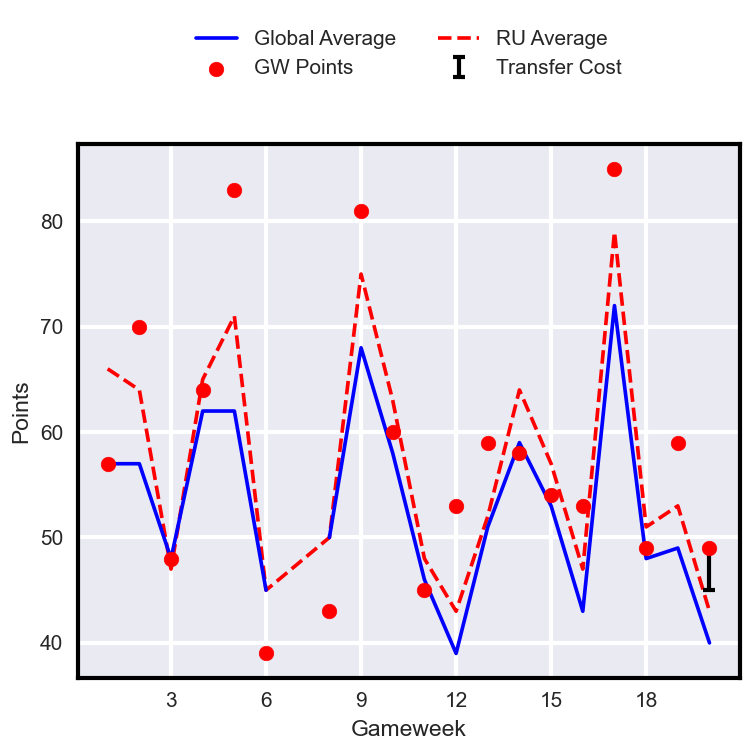 Global Average
RU Average
GW Points
Transfer Cost
80
70
60
50
40
Points
3 6 9 12 15 18
Gameweek